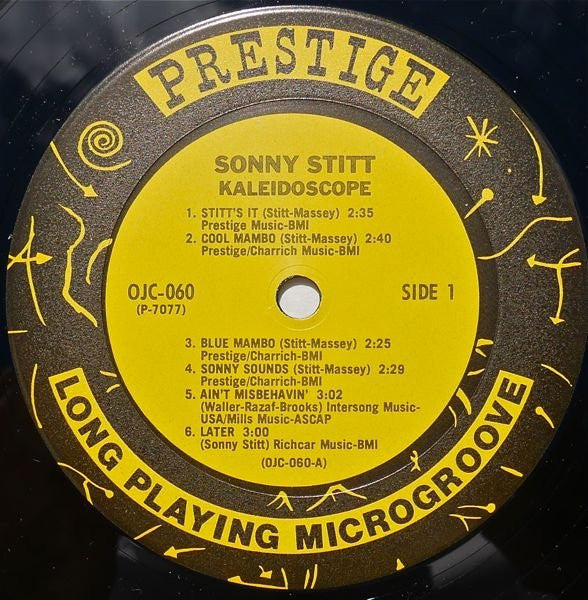 PRESTIGE
SONNY STITT
KALEIDOSCOPE
1. STITT'S IT (Stitt-Massey) 2:35
Prestige Music-BMI
2. COOL MAMBO (Stitt-Massey) 2:40
Prestige/Charrich Music-BMI
OJC-060
(P-7077)
SIDE 1
3. BLUE MAMBO (Stitt-Massey) 2:25
Prestige/Charrich-BMI
4. SONNY SOUNDS (Stitt-Massey) 2:29
Prestige/Charrich-BMI
5. AIN'T MISBEHAVIN' 3:02
(Waller-Razaf-Brooks) Intersong Music-
USA/Mills Music-ASCAP
6. LATER 3:00
(Sonny Stitt) Richcar Music-BMI
(OJC-060-A)
LONG PLAYING MICROGROOVE